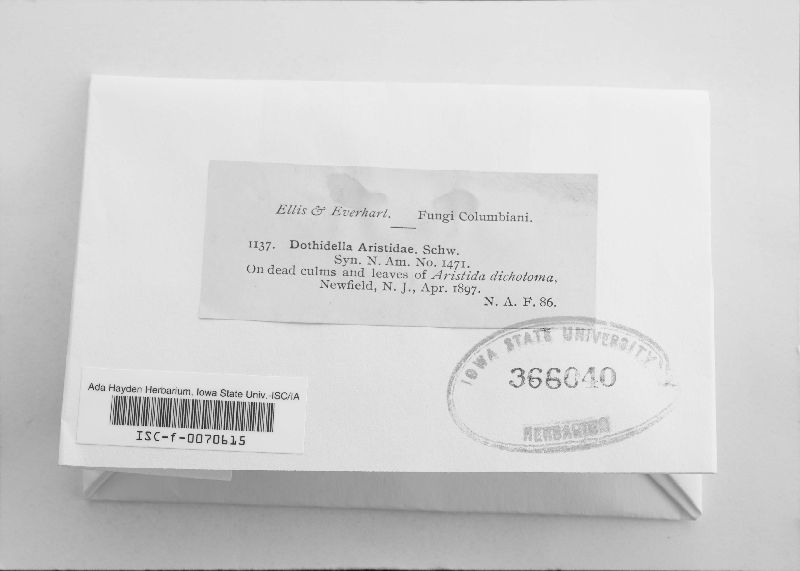 Ellis & Everhart. Fungi Columbiani.
1137. Dothidella Aristidae, Schw.
Syn. N. Am. No. 1471.
On dead culms and leaves of Aristida dichotoma.
Newfield, N. J., Apr. 1897.
N. A. F. 86.
IOWA STATE UNIVERSITY
366040
HERBARIUM
Ada Hayden Herbarium, Iowa State Univ.-ISC/IA
ISC-f-0070615